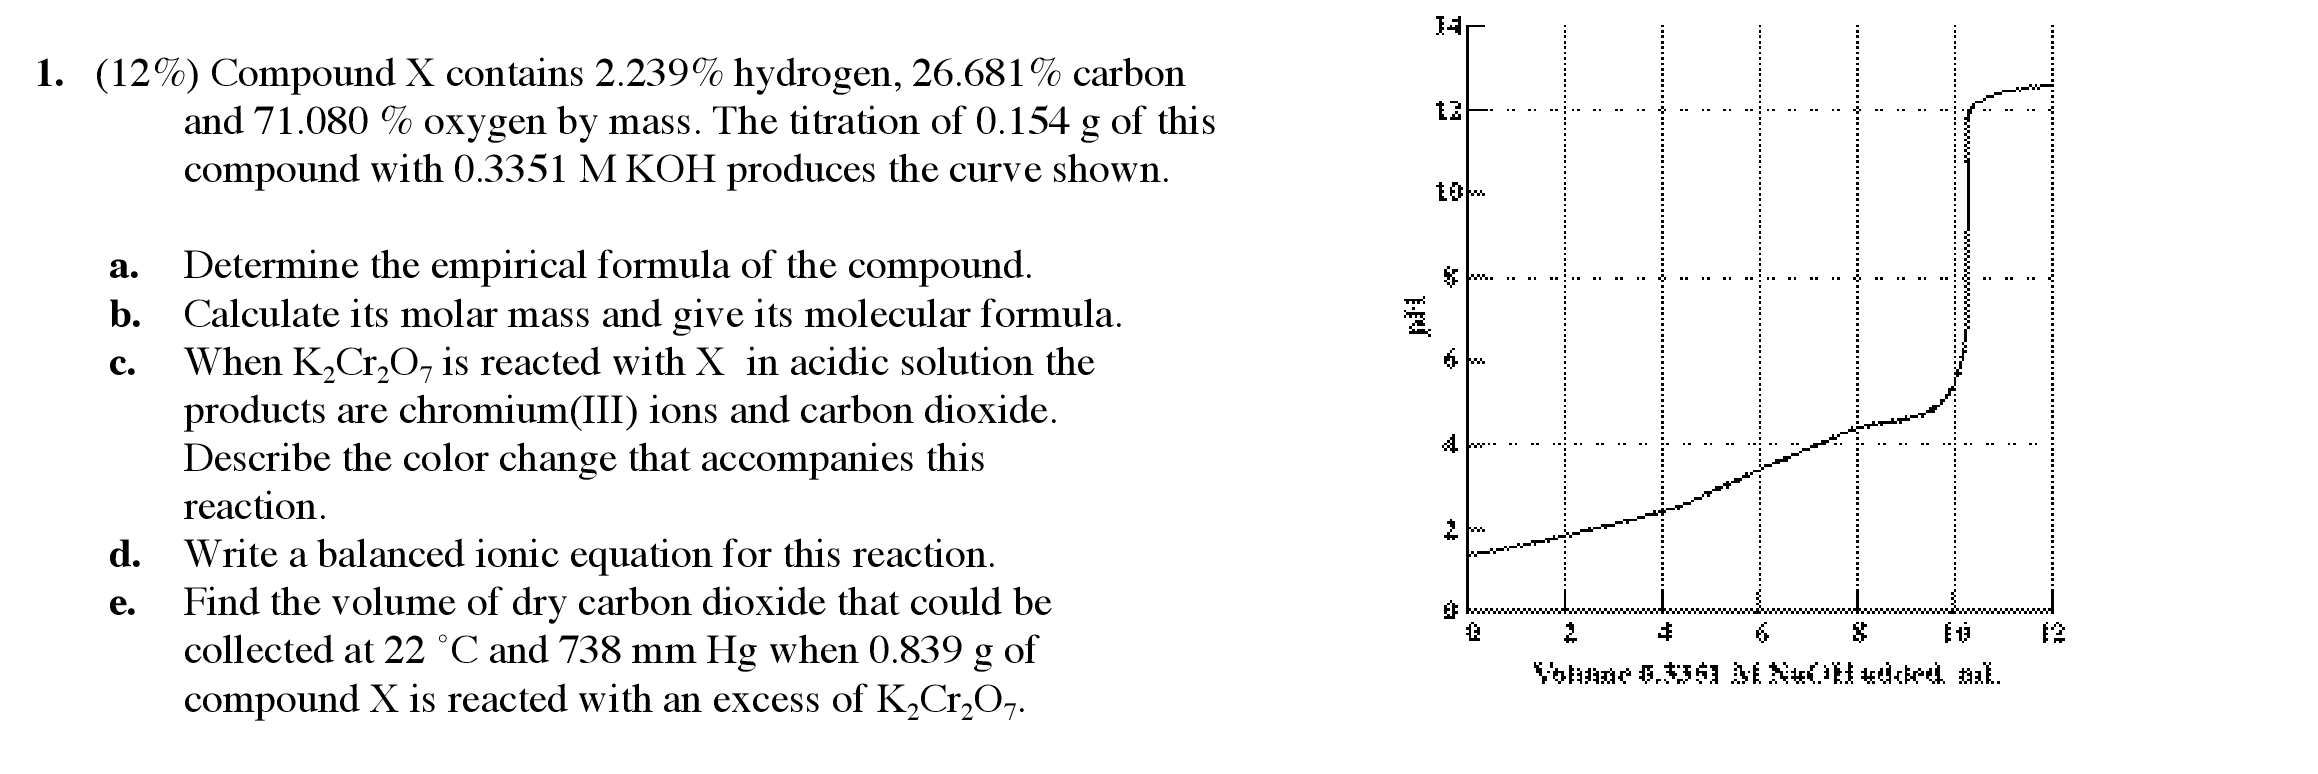 1. (12%) Compound X contains 2.239% hydrogen, 26.681% carbon
and 71.080 % oxygen by mass. The titration of 0.154 g of this
compound with 0.3351 M KOH produces the curve shown.
a. Determine the empirical formula of the compound.
b. Calculate its molar mass and give its molecular formula.
c. When K₂Cr₂O₇ is reacted with X in acidic solution the
products are chromium(III) ions and carbon dioxide.
Describe the color change that accompanies this
reaction.
d. Write a balanced ionic equation for this reaction.
e. Find the volume of dry carbon dioxide that could be
collected at 22 °C and 738 mm Hg when 0.839 g of
compound X is reacted with an excess of K₂Cr₂O₇.
14
12
10
8
6
4
2
0
pH
0 2 4 6 8 10 12
Volume 0.3351 M NaOH added, mL